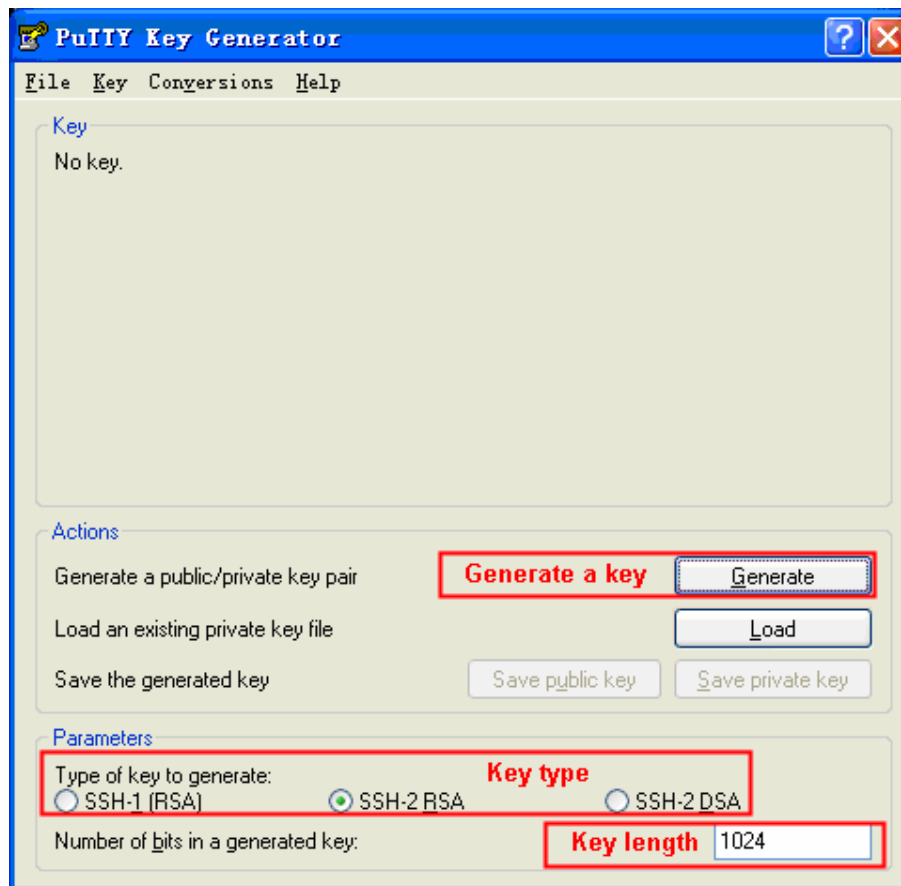 PuTTY Key Generator
File Key Conversions Help
Key
No key.
Actions
Generate a public/private key pair Generate a key Generate
Load an existing private key file Load
Save the generated key Save public key Save private key
Parameters
Type of key to generate: Key type
SSH-1 (RSA) SSH-2 RSA SSH-2 DSA
Number of bits in a generated key: Key length 1024